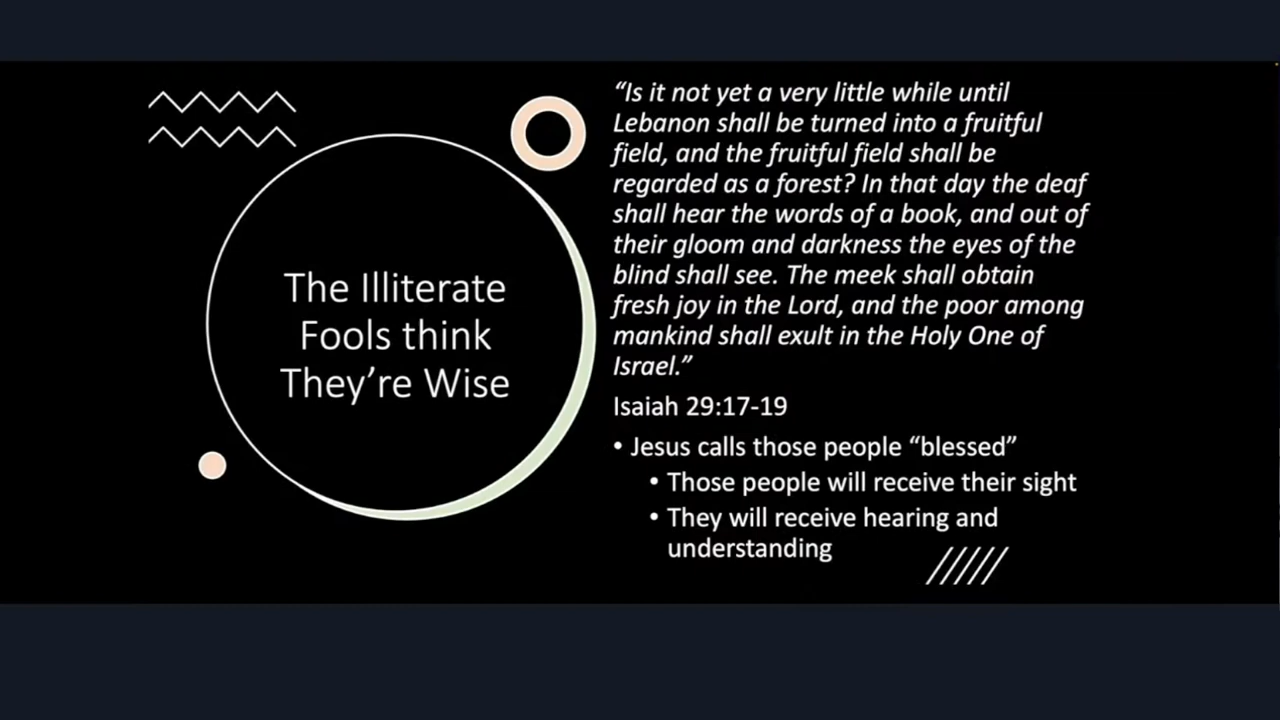 The Illiterate
Fools think
They’re Wise
“Is it not yet a very little while until
Lebanon shall be turned into a fruitful
field, and the fruitful field shall be
regarded as a forest? In that day the deaf
shall hear the words of a book, and out of
their gloom and darkness the eyes of the
blind shall see. The meek shall obtain
fresh joy in the Lord, and the poor among
mankind shall exult in the Holy One of
Israel.”
Isaiah 29:17-19
• Jesus calls those people “blessed”
• Those people will receive their sight
• They will receive hearing and
understanding